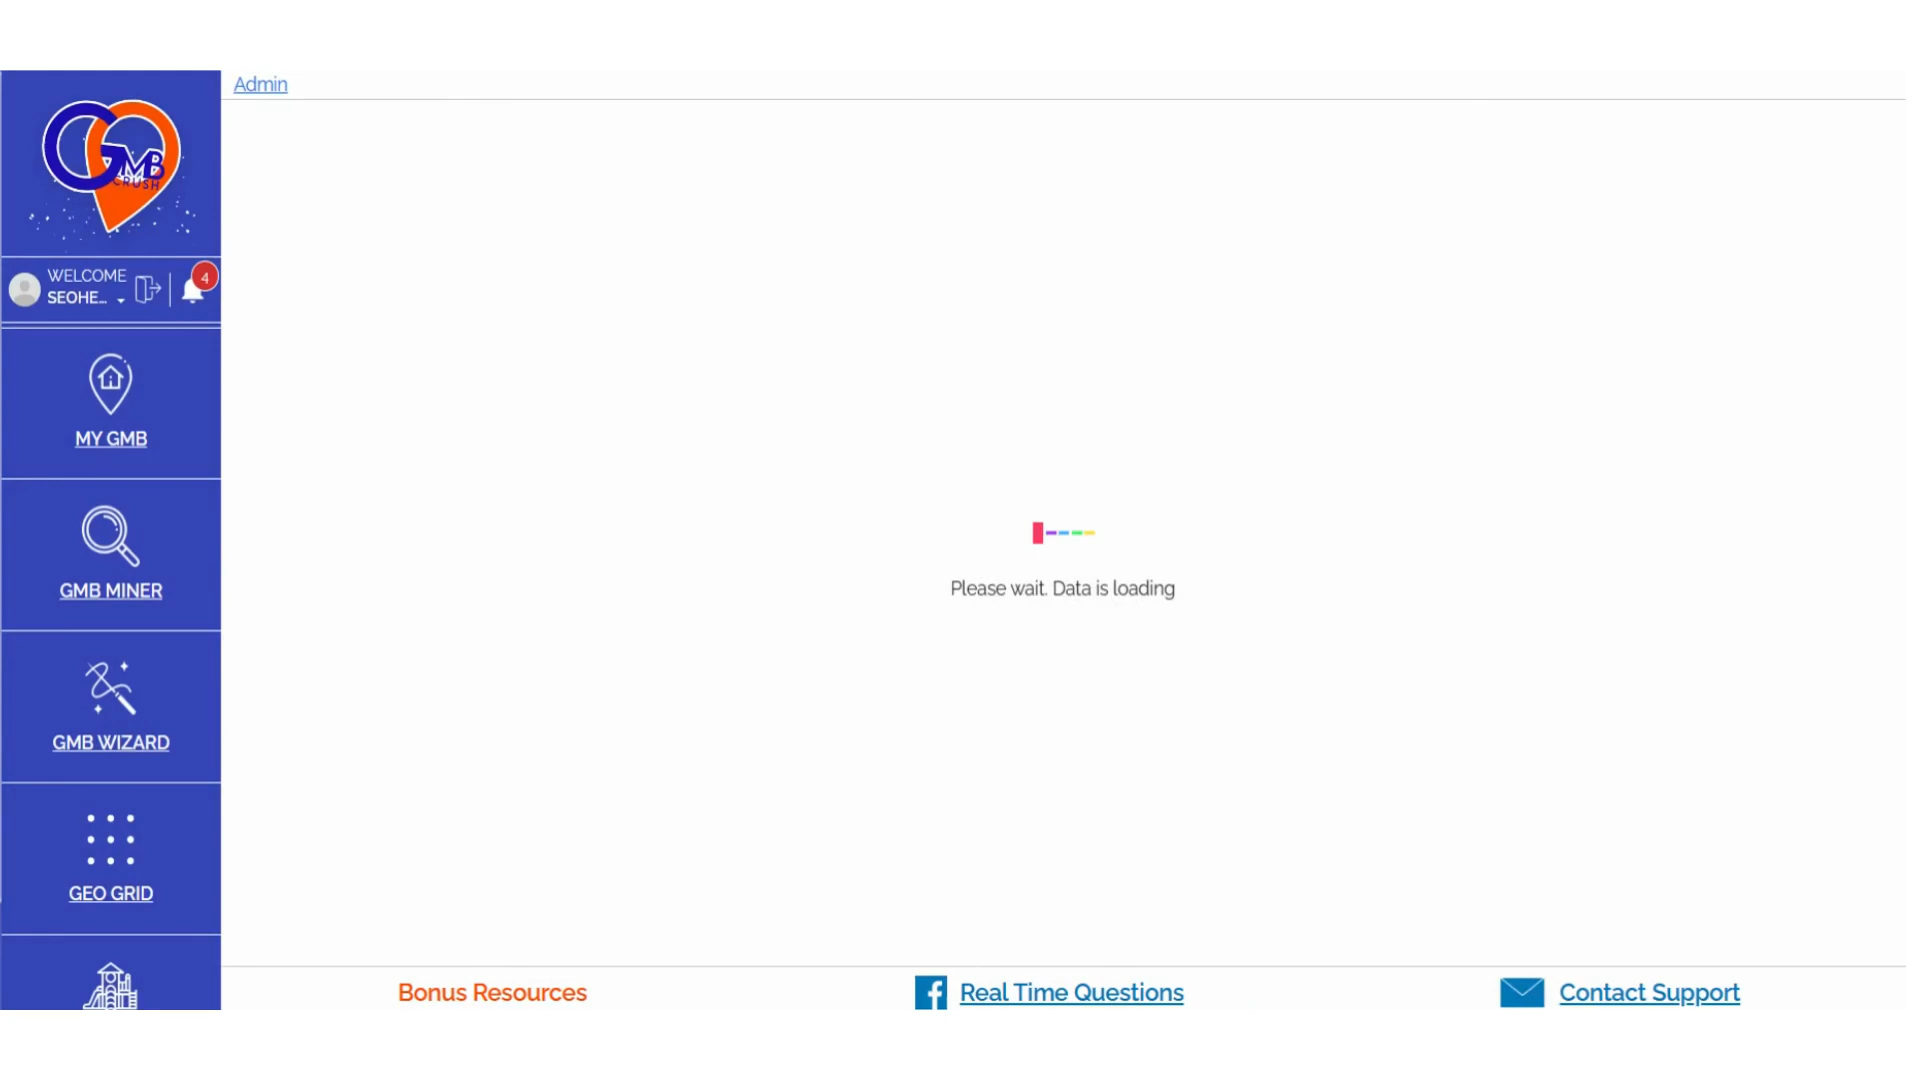 Admin
GMB
CRUSH
WELCOME
SEOHE...
4
MY GMB
GMB MINER
GMB WIZARD
GEO GRID
Please wait. Data is loading
Bonus Resources
Real Time Questions
Contact Support